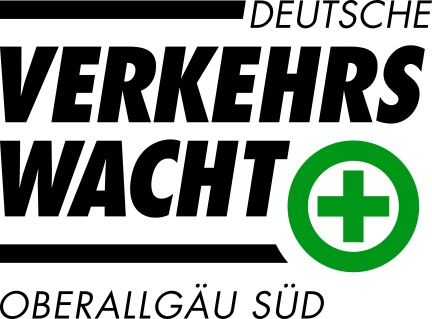 DEUTSCHE
VERKEHRS
WACHT
OBERALLGÄU SÜD